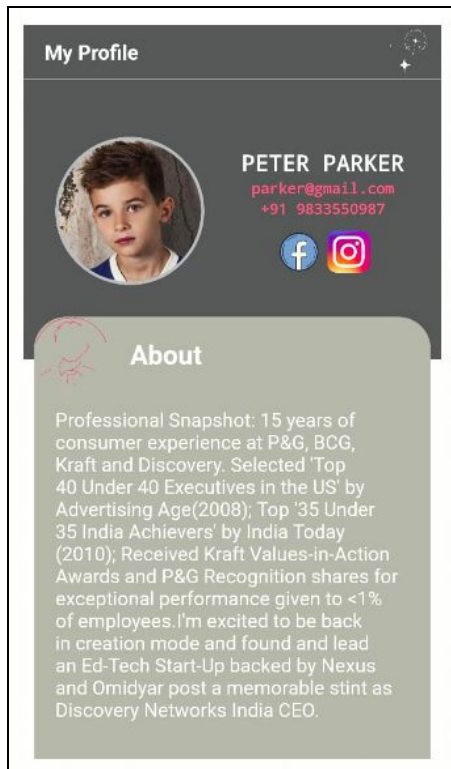 My Profile
PETER PARKER
parker@gmail.com
+91 9833550987
About
Professional Snapshot: 15 years of
consumer experience at P&G, BCG,
Kraft and Discovery. Selected 'Top
40 Under 40 Executives in the US' by
Advertising Age(2008); Top '35 Under
35 India Achievers' by India Today
(2010); Received Kraft Values-in-Action
Awards and P&G Recognition shares for
exceptional performance given to <1%
of employees.I'm excited to be back
in creation mode and found and lead
an Ed-Tech Start-Up backed by Nexus
and Omidyar post a memorable stint as
Discovery Networks India CEO.